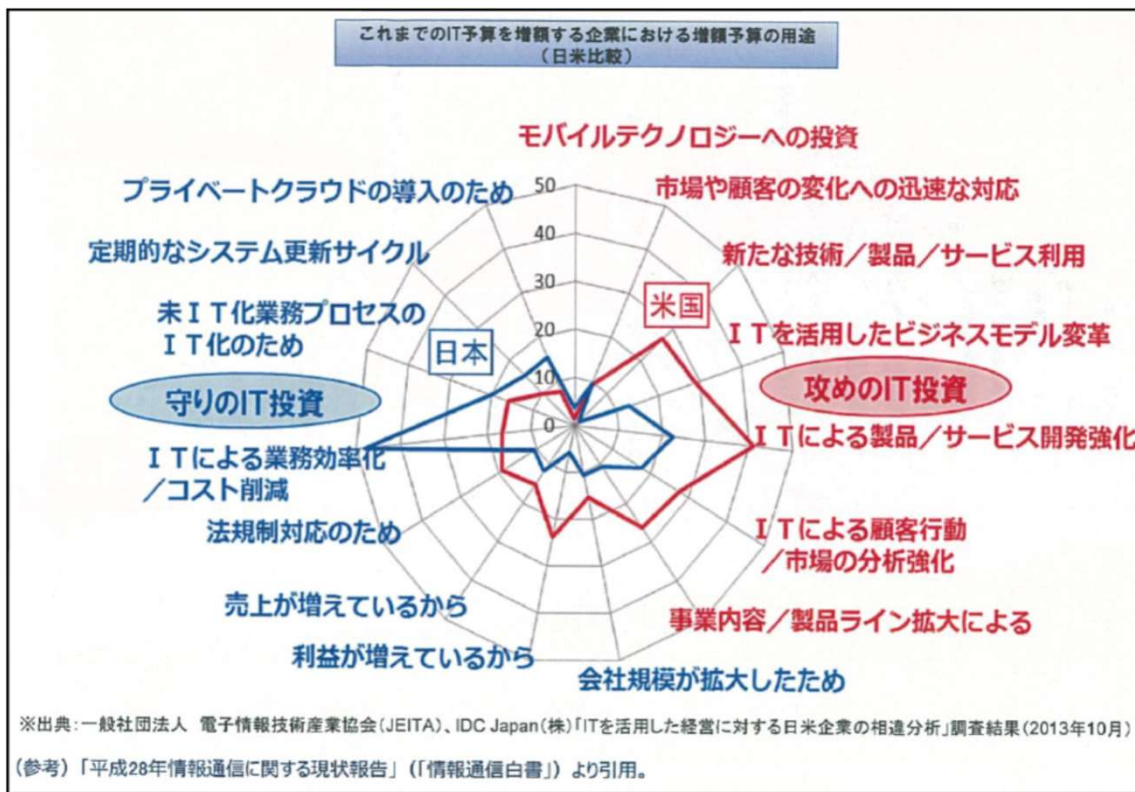 これまでのIT予算を増額する企業における増額予算の用途
(日米比較)
モバイルテクノロジーへの投資
プライベートクラウドの導入のため
50
市場や顧客の変化への迅速な対応
定期的なシステム更新サイクル
40
新たな技術／製品／サービス利用
30
米国
未ＩＴ化業務プロセスの
ＩＴ化のため
20
ＩＴを活用したビジネスモデル変革
日本
10
守りのIT投資
攻めのIT投資
0
ＩＴによる製品／サービス開発強化
ＩＴによる業務効率化
／コスト削減
法規制対応のため
ＩＴによる顧客行動
／市場の分析強化
売上が増えているから
事業内容／製品ライン拡大による
利益が増えているから
会社規模が拡大したため
※出典：一般社団法人 電子情報技術産業協会(JEITA)、IDC Japan(株)「ITを活用した経営に対する日米企業の相違分析」調査結果(2013年10月)
(参考)「平成28年情報通信に関する現状報告」(「情報通信白書」)より引用。